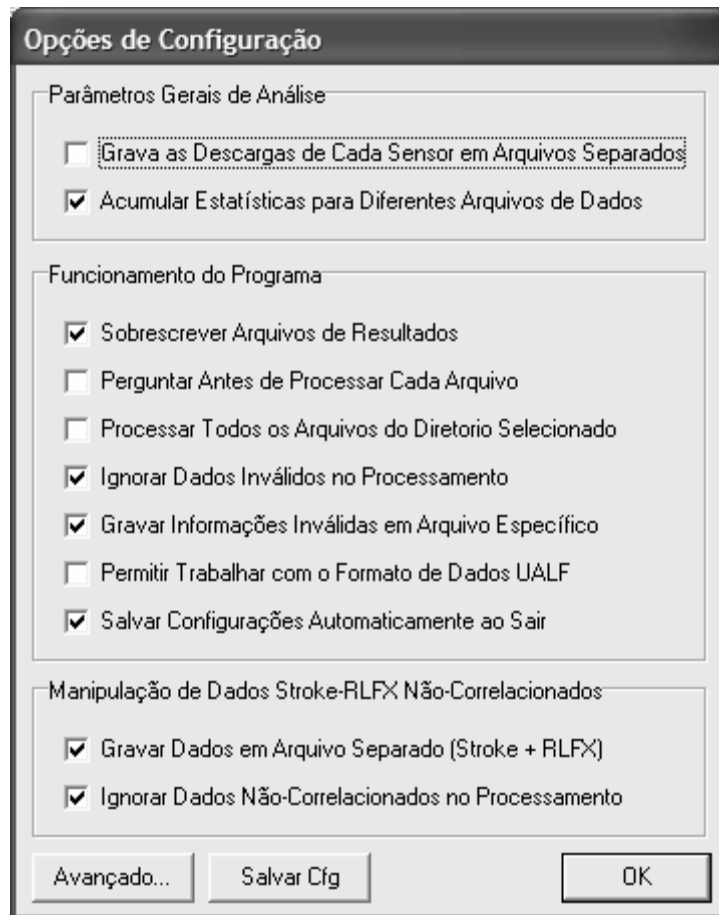 Opções de Configuração
Parâmetros Gerais de Análise
Grava as Descargas de Cada Sensor em Arquivos Separados
Acumular Estatísticas para Diferentes Arquivos de Dados
Funcionamento do Programa
Sobrescrever Arquivos de Resultados
Perguntar Antes de Processar Cada Arquivo
Processar Todos os Arquivos do Diretorio Selecionado
Ignorar Dados Inválidos no Processamento
Gravar Informações Inválidas em Arquivo Específico
Permitir Trabalhar com o Formato de Dados UALF
Salvar Configurações Automaticamente ao Sair
Manipulação de Dados Stroke-RLFX Não-Correlacionados
Gravar Dados em Arquivo Separado (Stroke + RLFX)
Ignorar Dados Não-Correlacionados no Processamento
Avançado... Salvar Cfg OK